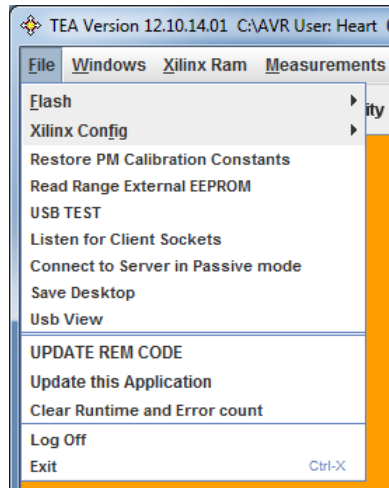 TEA Version 12.10.14.01 C:\AVR User: Heart
File Windows Xilinx Ram Measurements
Flash
ity
Xilinx Config
Restore PM Calibration Constants
Read Range External EEPROM
USB TEST
Listen for Client Sockets
Connect to Server in Passive mode
Save Desktop
Usb View
UPDATE REM CODE
Update this Application
Clear Runtime and Error count
Log Off
Exit Ctrl-X